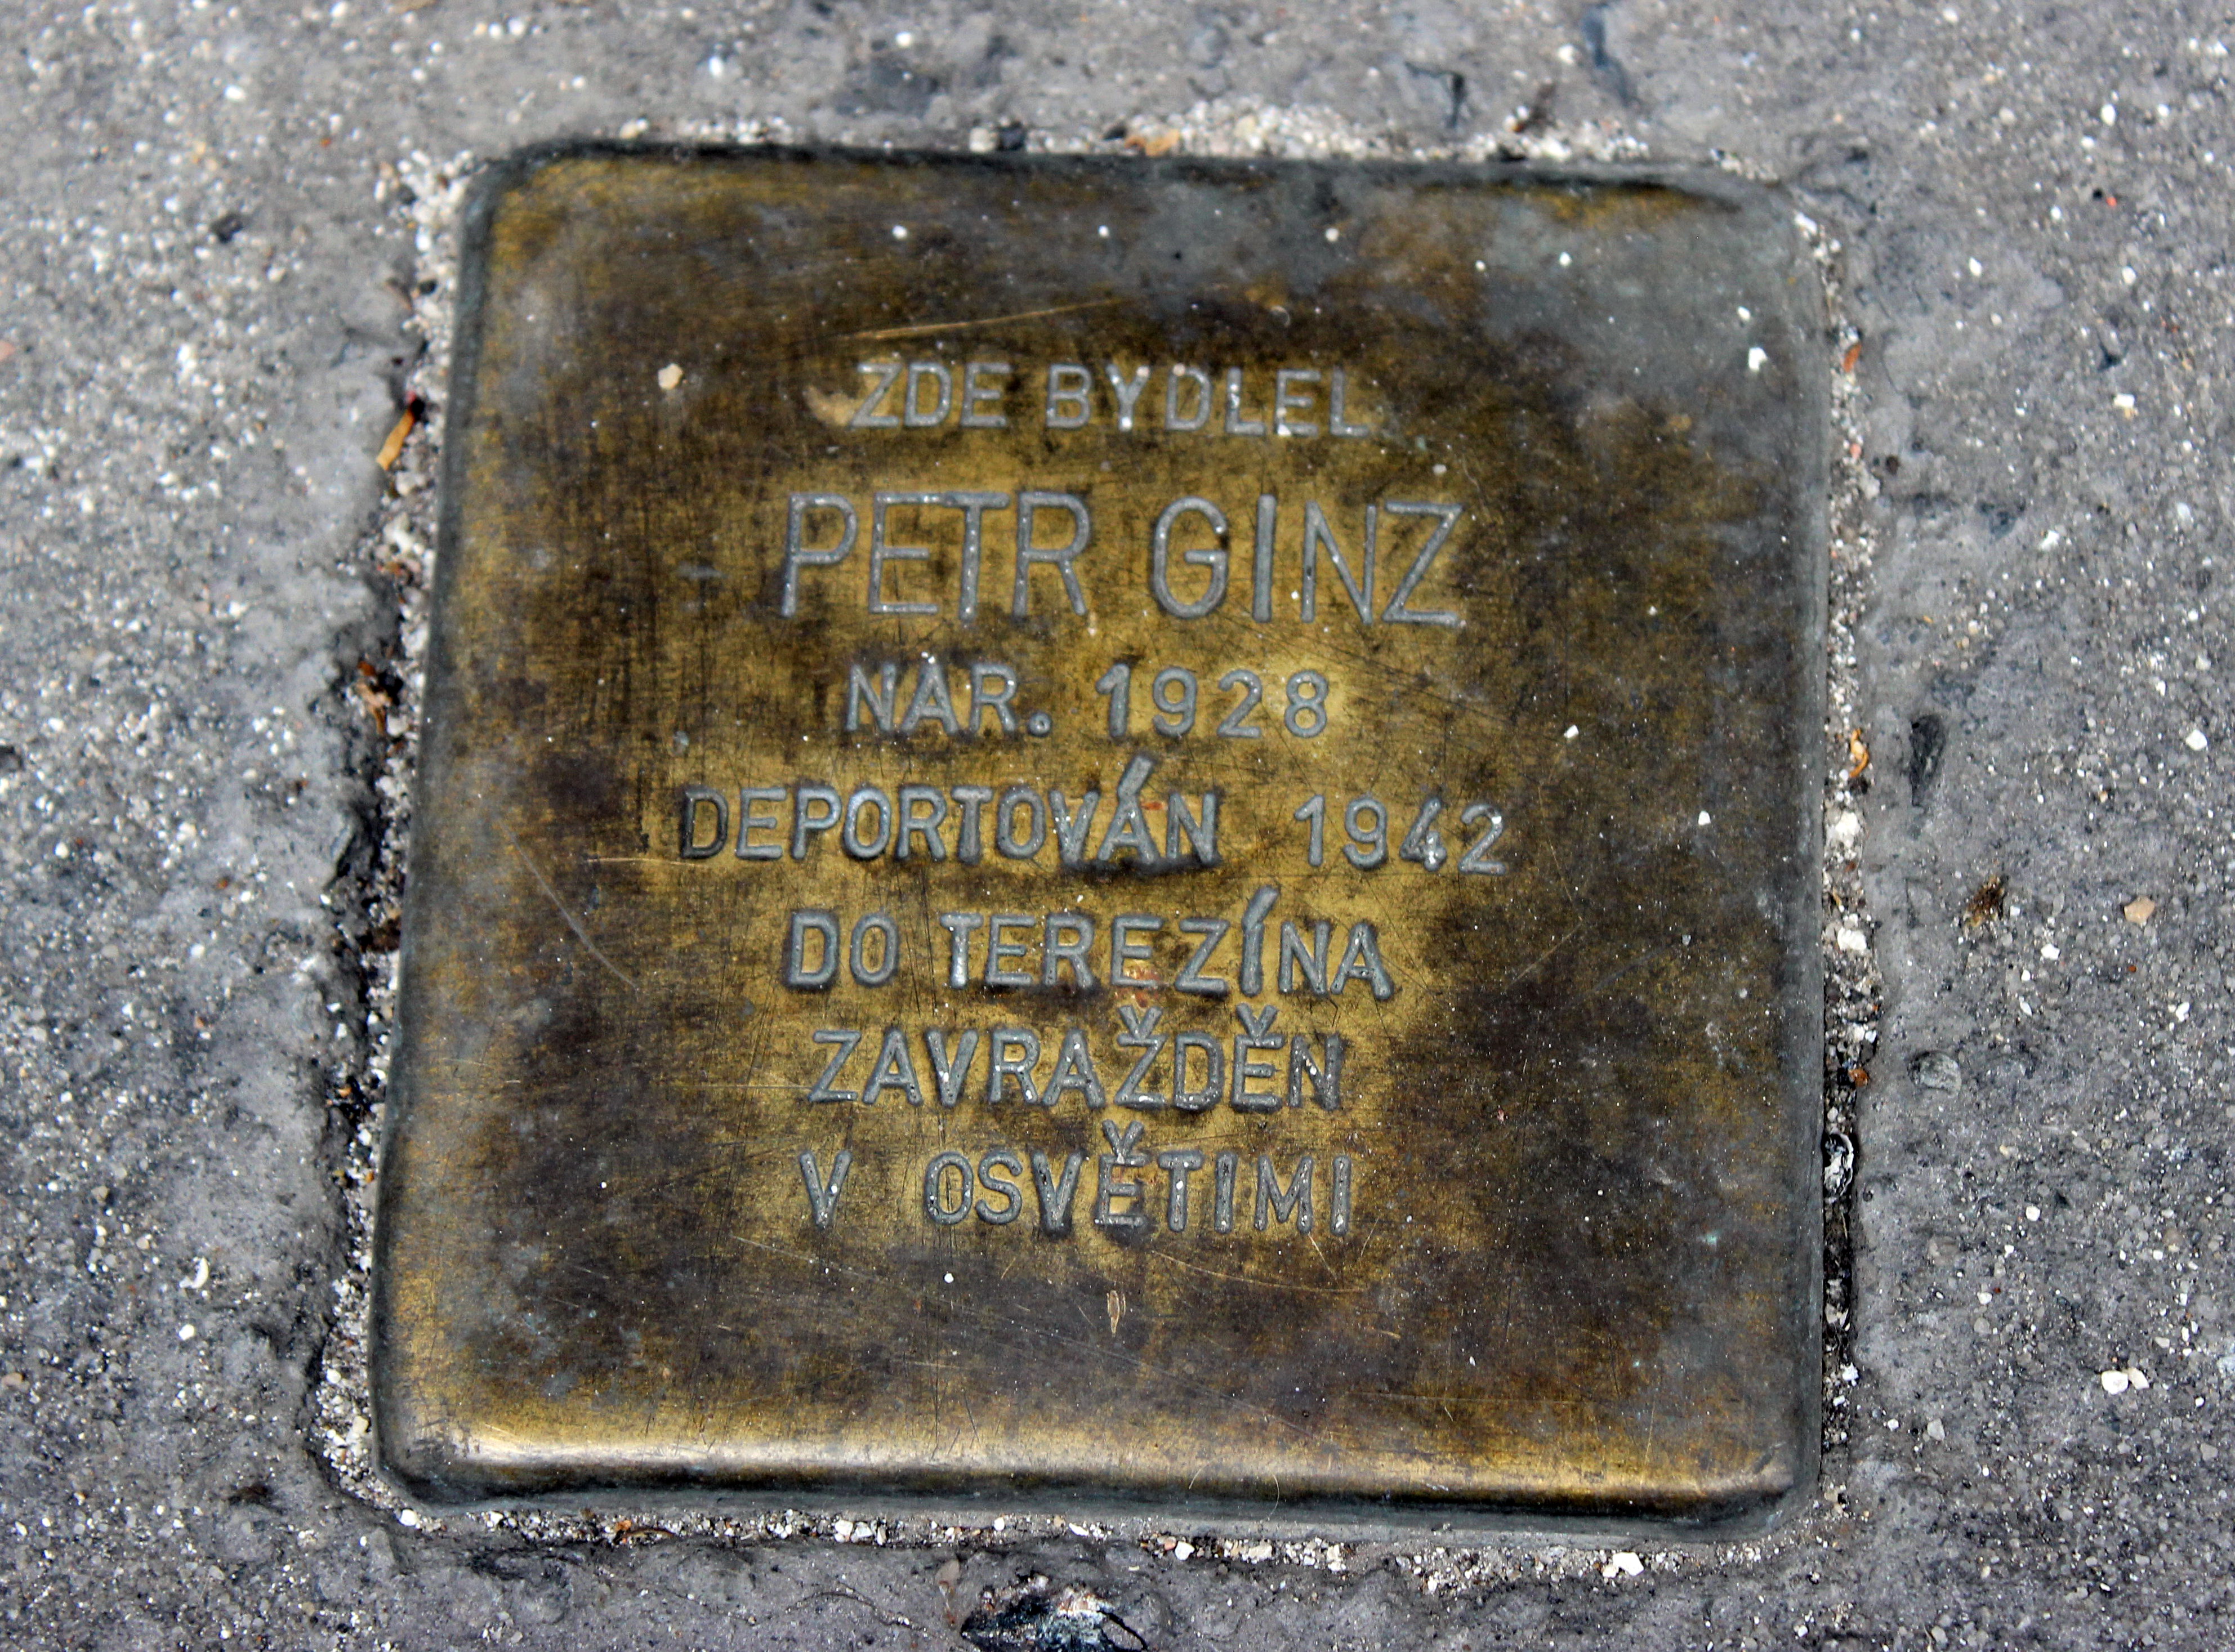 ZDE BYDLEL
PETR GINZ
NAR. 1928
DEPORTOVÁN 1942
DO TEREZÍNA
ZAVRAŽDĚN
V OSVĚTIMI